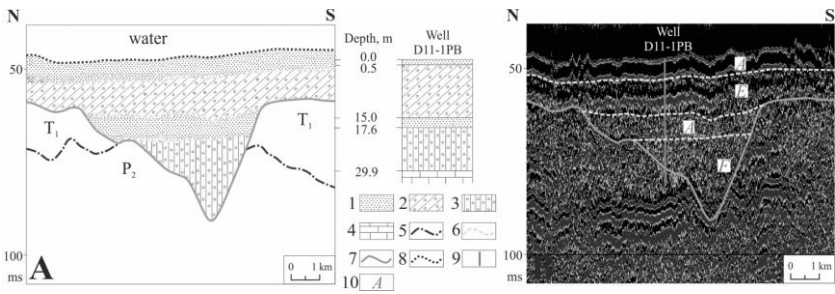 N
S
water
50
T1
T1
P2
100
ms
A
0 1 km
Depth, m
Well
D11-1PB
0.0
0.5
15.0
17.6
29.9
1
2
3
4
5
6
7
8
9
10
A
N
S
Well
D11-1PB
50
A
A
100
ms
0 1 km